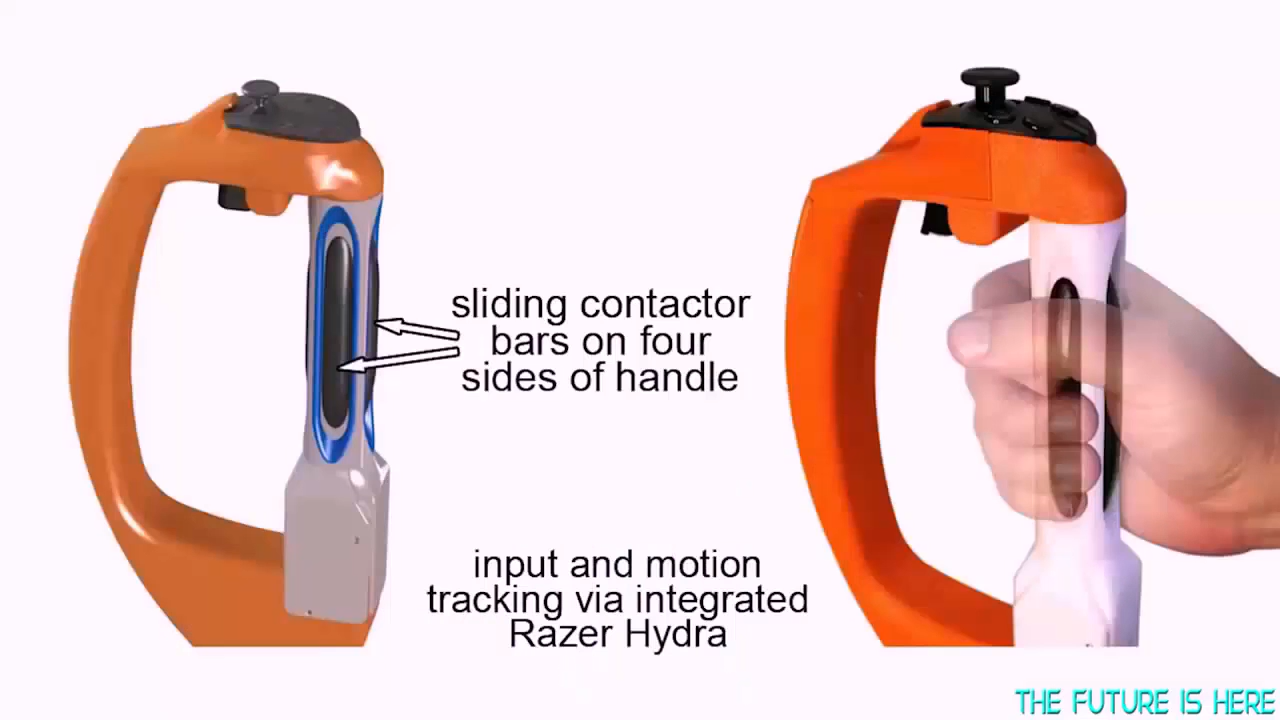 sliding contactor
bars on four
sides of handle
input and motion
tracking via integrated
Razer Hydra
THE FUTURE IS HERE